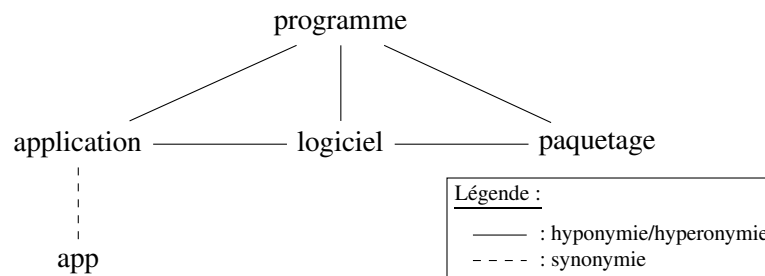 programme
application logiciel paquetage
app
Légende :
: hyponymie/hyperonymie
: synonymie